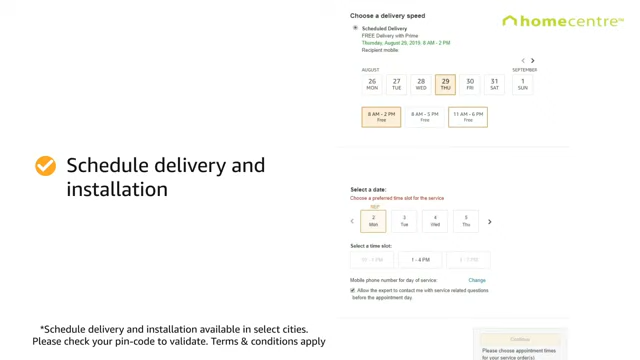 Choose a delivery speed
homecentre
Scheduled Delivery
FREE Delivery with Prime
Thursday, August 29, 2019, 8 AM - 2 PM
Recipient mobile
AUGUST SEPTEMBER
26 27 28 29 30 31 1
MON TUE WED THU FRI SAT SUN
8 AM - 2 PM 8 AM - 5 PM 11 AM - 6 PM
Free Free Free
Schedule delivery and
installation
Select a date:
Choose a preferred time slot for the service
SEP
2 3 4 5
Mon Tue Wed Thu
Select a time slot:
10 - 1 PM 1 - 4 PM
Mobile phone number for day of service: Change
Allow the expert to contact me with service related questions
before the appointment day.
*Schedule delivery and installation available in select cities.
Please check your pin-code to validate. Terms & conditions apply
Continue
Please choose appointment times
for your service order(s)